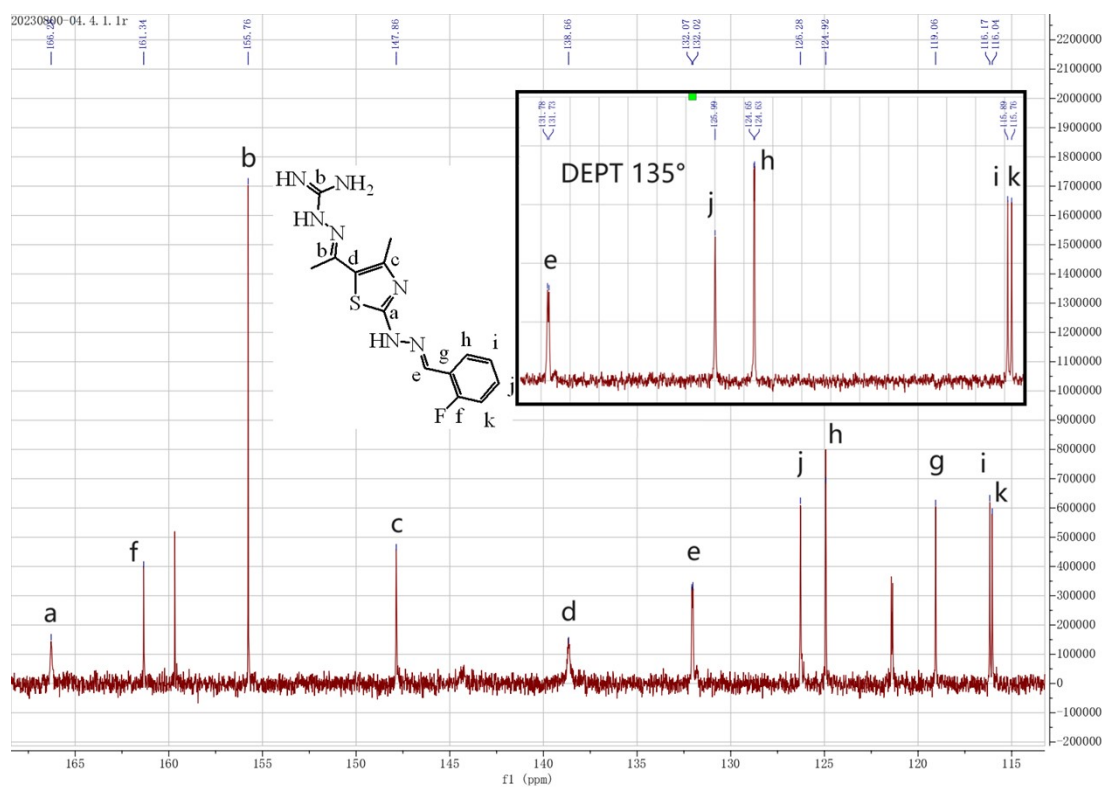 20230800-04.4.1.1r
166.28
161.34
155.76
147.86
138.66
132.07
132.02
126.28
124.92
119.06
116.17
116.04
2200000
2100000
2000000
1900000
1800000
1700000
1600000
1500000
1400000
1300000
1200000
1100000
1000000
900000
800000
700000
600000
500000
400000
300000
200000
100000
0
-100000
-200000
131.78
131.73
126.99
124.65
124.63
115.89
115.76
DEPT 135°
e
j
h
i k
b
HN
b
NH2
HN
N
b
d
c
S
N
a
HN
N
g
h
i
e
j
F
f
k
a
f
b
c
d
e
j
h
g
i
k
165
160
155
150
145
140
135
130
125
120
115
f1 (ppm)